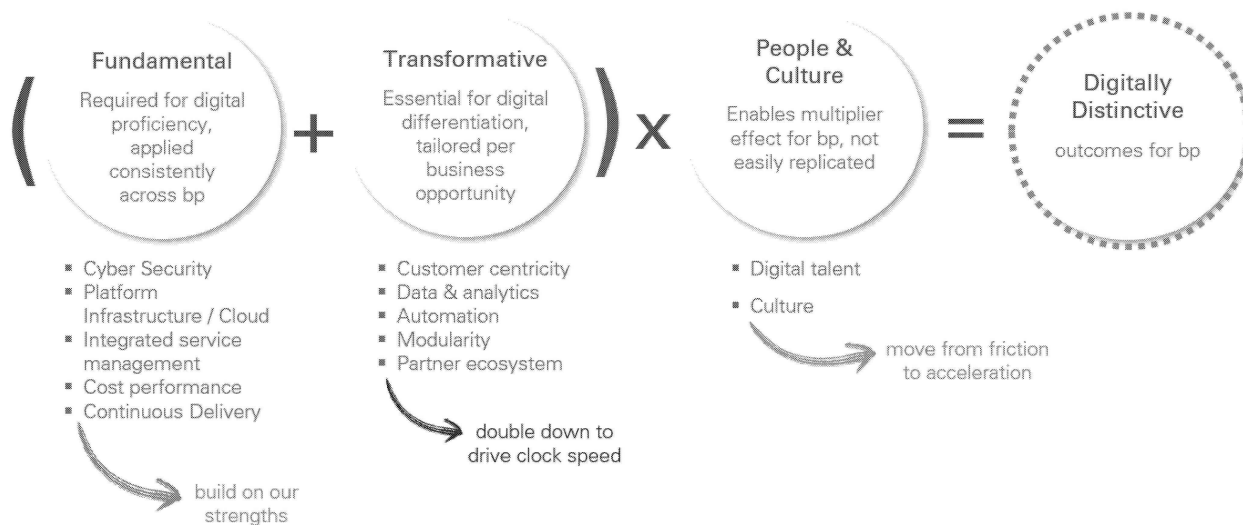 (
Fundamental
Required for digital
proficiency,
applied
consistently
across bp
+
Transformative
Essential for digital
differentiation,
tailored per
business
opportunity
)
x
People &
Culture
Enables multiplier
effect for bp, not
easily replicated
=
Digitally
Distinctive
outcomes for bp
▪ Cyber Security
▪ Platform
Infrastructure / Cloud
▪ Integrated service
management
▪ Cost performance
▪ Continuous Delivery
build on our
strengths
▪ Customer centricity
▪ Data & analytics
▪ Automation
▪ Modularity
▪ Partner ecosystem
double down to
drive clock speed
▪ Digital talent
▪ Culture
move from friction
to acceleration